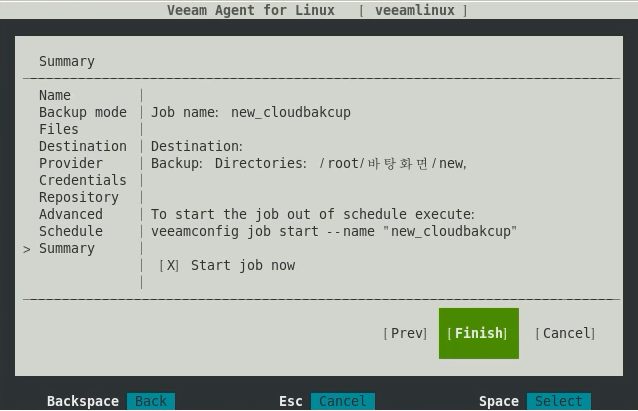 Veeam Agent for Linux [ veeamlinux ]
Summary
Name
Backup mode Job name: new_cloudbakcup
Files
Destination Destination:
Provider Backup: Directories: /root/바탕화면/new,
Credentials
Repository
Advanced To start the job out of schedule execute:
Schedule veeamconfig job start --name "new_cloudbakcup"
> Summary
[X] Start job now
[Prev] [Finish] [Cancel]
Backspace Back Esc Cancel Space Select